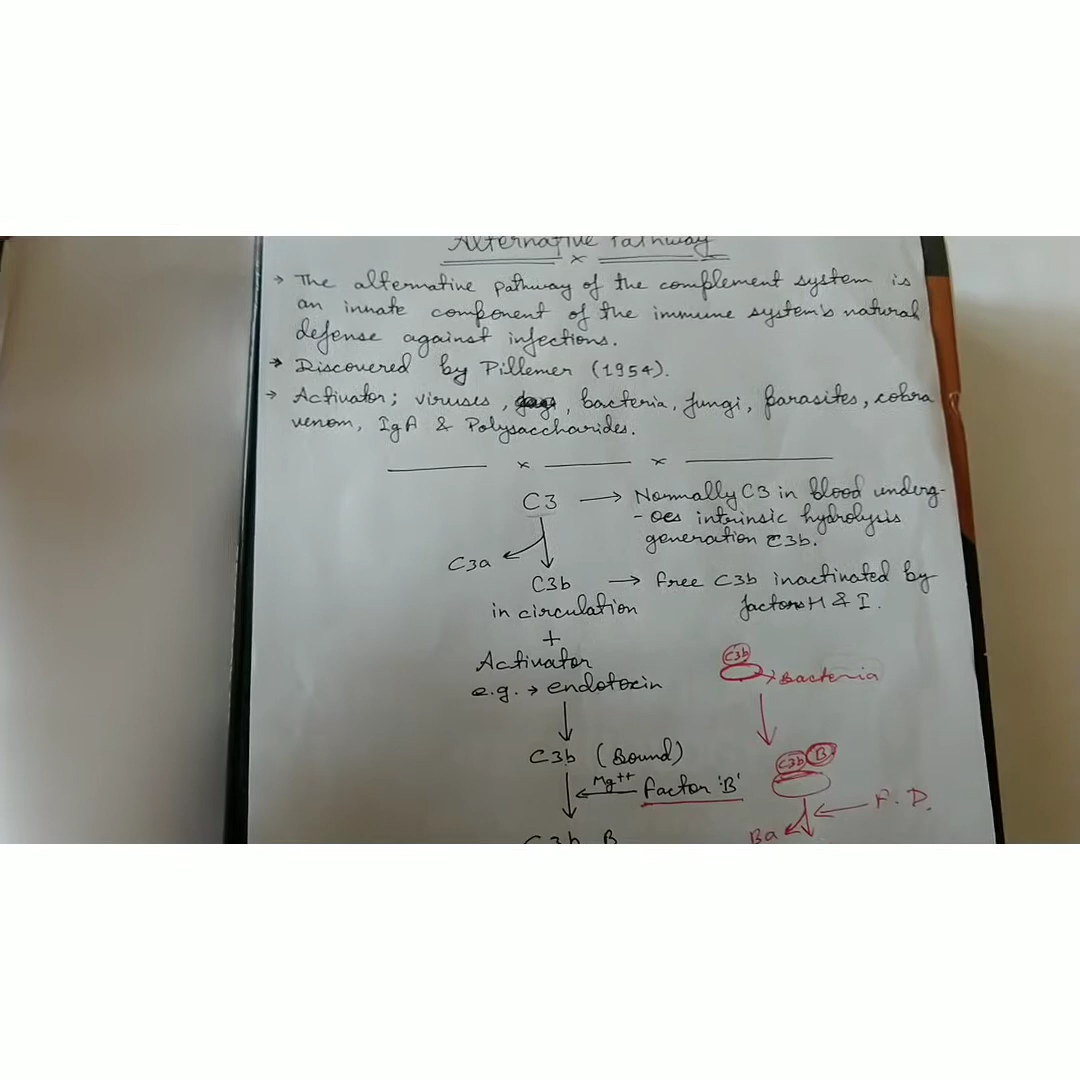 Alternative Pathway
→ The alternative pathway of the complement system is
an innate component of the immune system's natural
defense against infections.
→ Discovered by Pillemer (1954).
→ Activator; viruses, , bacteria, fungi, parasites, cobra
venom, IgA & Polysaccharides.
C3 → Normally C3 in blood underg-
-oes intrinsic hydrolysis
generation C3b.
C3a
C3b → free C3b inactivated by
in circulation factors H & I.
+
Activator
e.g. → endotoxin
C3b
Bacteria
C3b (Bound)
Mg++ factor 'B'
C3b B
F.D.
Ba
C3b B